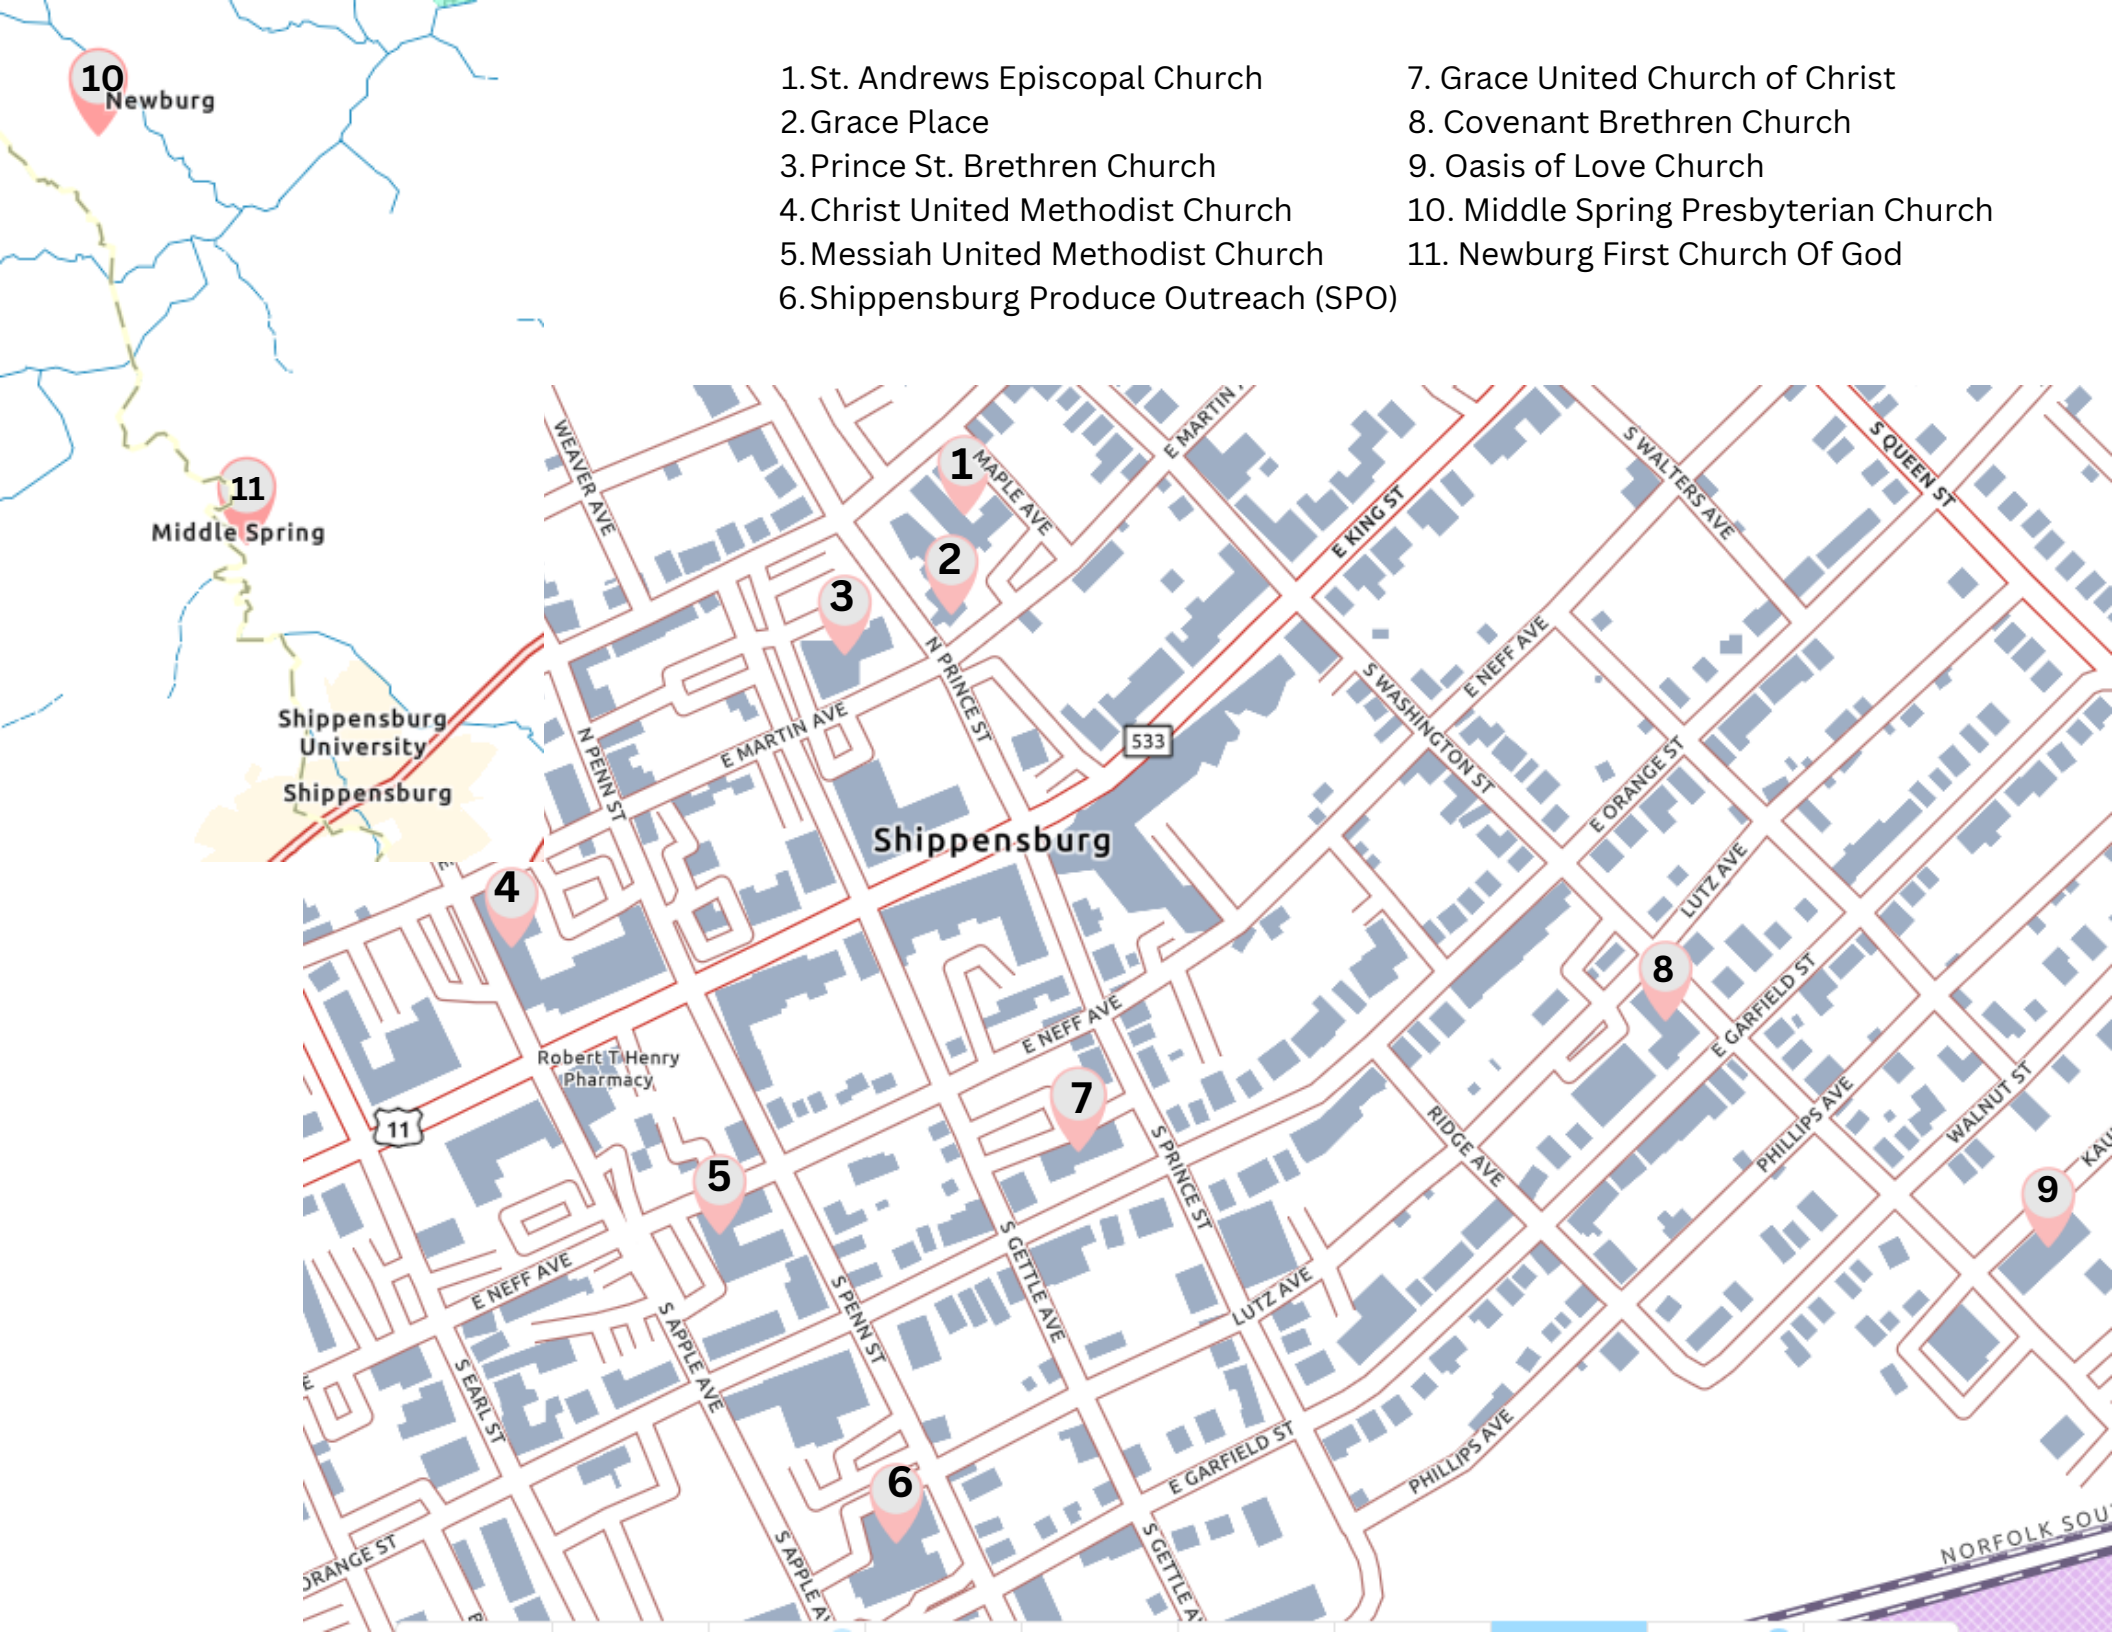 1. St. Andrews Episcopal Church
2. Grace Place
3. Prince St. Brethren Church
4. Christ United Methodist Church
5. Messiah United Methodist Church
6. Shippensburg Produce Outreach (SPO)
7. Grace United Church of Christ
8. Covenant Brethren Church
9. Oasis of Love Church
10. Middle Spring Presbyterian Church
11. Newburg First Church Of God
10
Newburg
11
Middle Spring
Shippensburg
University
Shippensburg
WEAVER AVE
1
MAPLE AVE
E MARTIN
2
3
E KING ST
S WALTERS AVE
S QUEEN ST
N PRINCE ST
E MARTIN AVE
N PENN ST
533
S WASHINGTON ST
E NEFF AVE
E ORANGE ST
Shippensburg
4
LUTZ AVE
8
E GARFIELD ST
E NEFF AVE
Robert T Henry
Pharmacy
11
7
5
S PRINCE ST
RIDGE AVE
PHILLIPS AVE
WALNUT ST
9
E NEFF AVE
S APPLE AVE
S PENN ST
S GETTLE AVE
LUTZ AVE
S EARL ST
6
E GARFIELD ST
PHILLIPS AVE
ORANGE ST
S APPLE AV
S GETTLE A
NORFOLK SOU